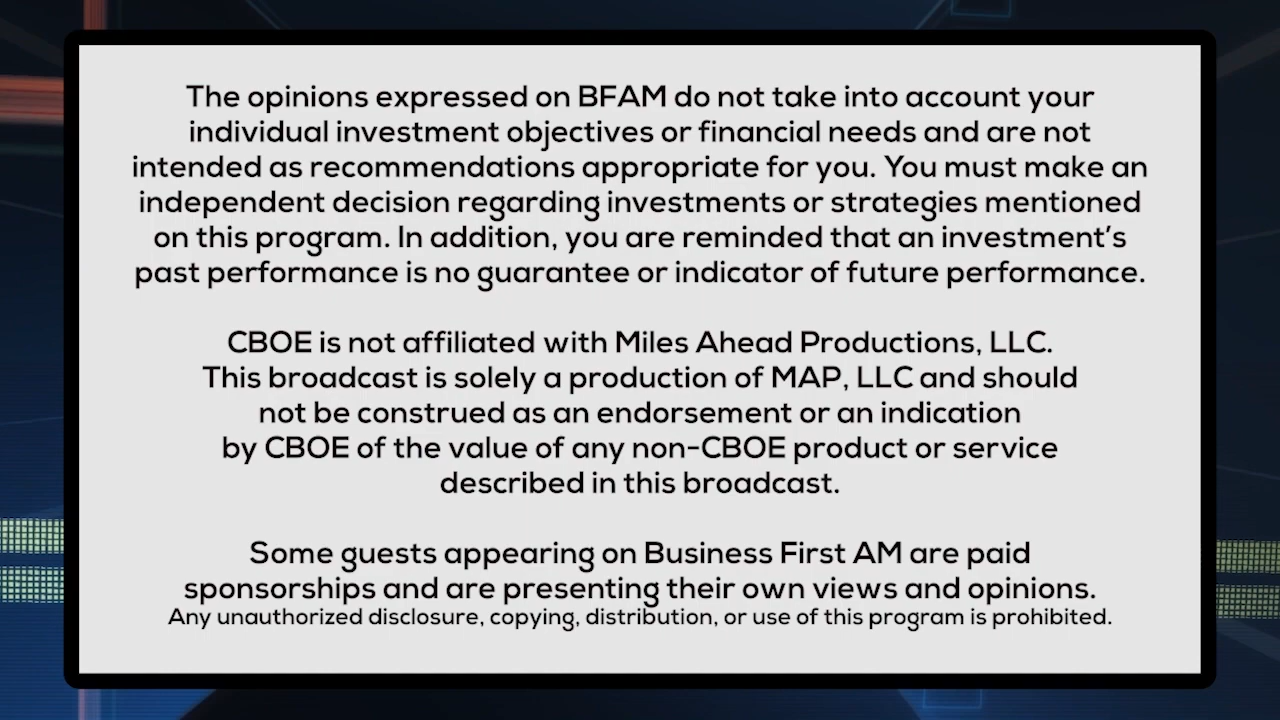 The opinions expressed on BFAM do not take into account your
individual investment objectives or financial needs and are not
intended as recommendations appropriate for you. You must make an
independent decision regarding investments or strategies mentioned
on this program. In addition, you are reminded that an investment's
past performance is no guarantee or indicator of future performance.
CBOE is not affiliated with Miles Ahead Productions, LLC.
This broadcast is solely a production of MAP, LLC and should
not be construed as an endorsement or an indication
by CBOE of the value of any non-CBOE product or service
described in this broadcast.
Some guests appearing on Business First AM are paid
sponsorships and are presenting their own views and opinions.
Any unauthorized disclosure, copying, distribution, or use of this program is prohibited.